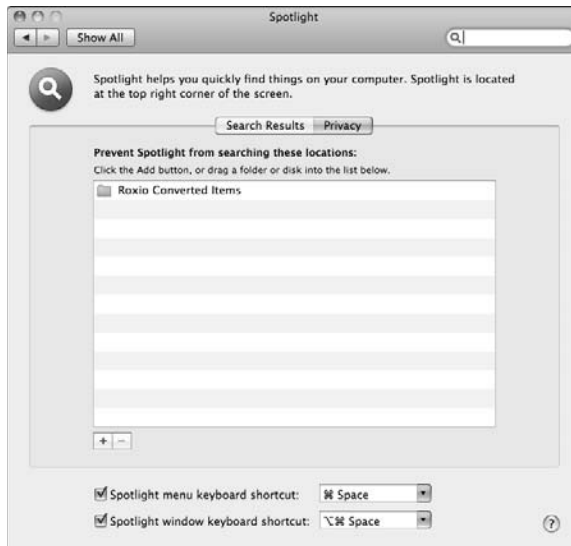 Spotlight
Show All
Spotlight helps you quickly find things on your computer. Spotlight is located
at the top right corner of the screen.
Search Results Privacy
Prevent Spotlight from searching these locations:
Click the Add button, or drag a folder or disk into the list below.
Roxio Converted Items
+ −
Spotlight menu keyboard shortcut: ⌘ Space
Spotlight window keyboard shortcut: ⌥⌘ Space
?